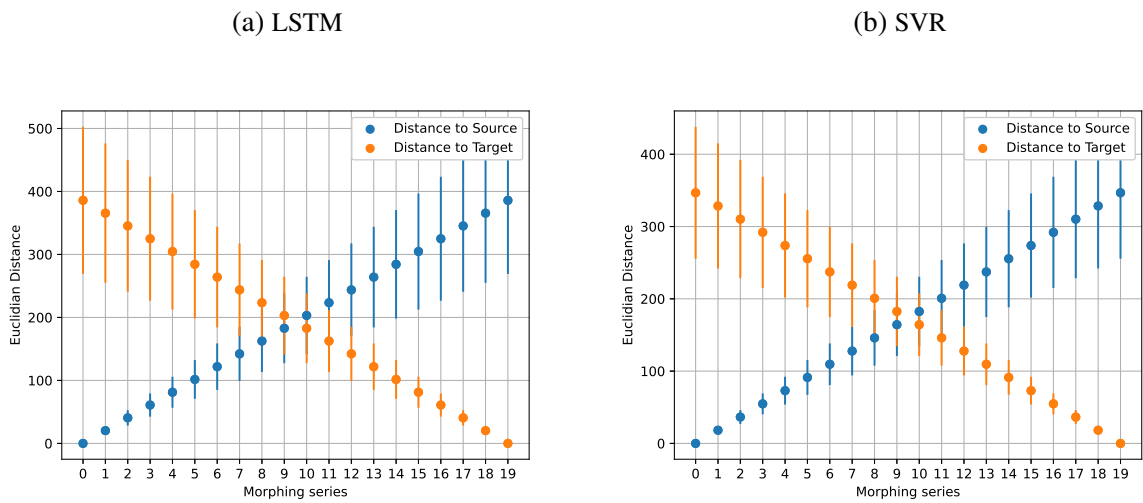 (a) LSTM
(b) SVR
Distance to Source
Distance to Target
500
400
300
200
100
0
Euclidian Distance
0 1 2 3 4 5 6 7 8 9 10 11 12 13 14 15 16 17 18 19
Morphing series
Distance to Source
Distance to Target
400
300
200
100
0
Euclidian Distance
0 1 2 3 4 5 6 7 8 9 10 11 12 13 14 15 16 17 18 19
Morphing series